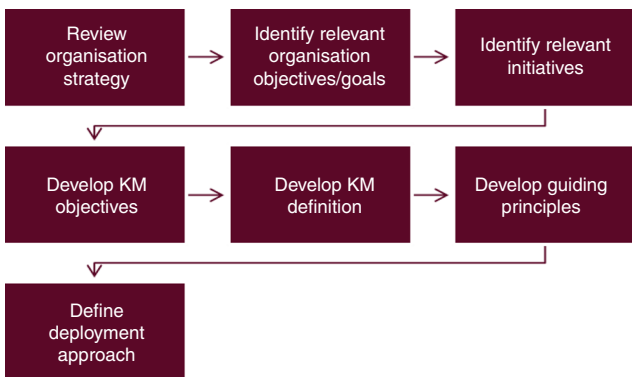 Review
organisation
strategy
Identify relevant
organisation
objectives/goals
Identify relevant
initiatives
Develop KM
objectives
Develop KM
definition
Develop guiding
principles
Define
deployment
approach